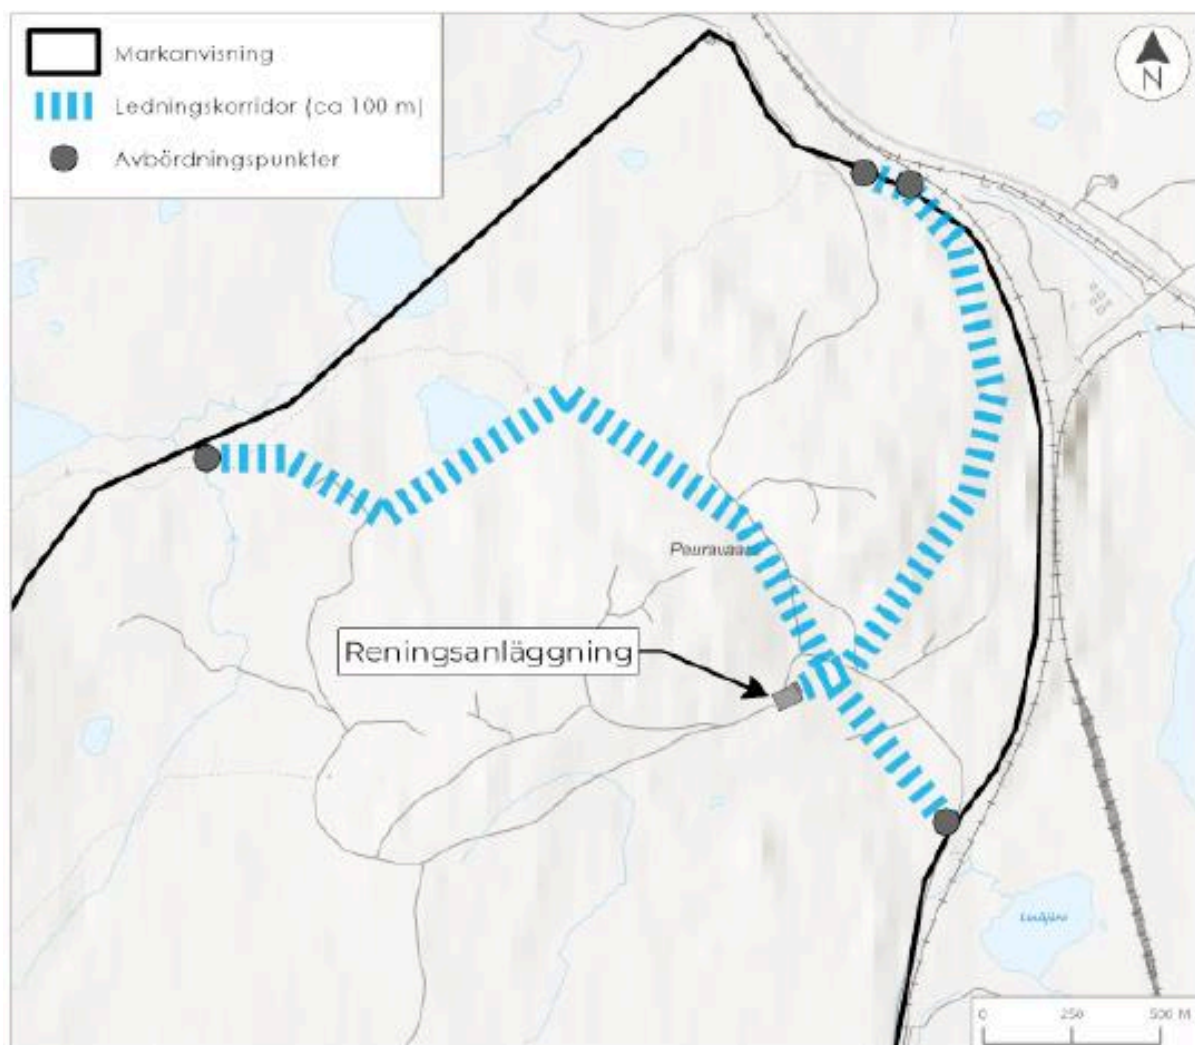 Markanvisning
Ledningskorridor (ca 100 m)
Avbördningspunkter
N
Reningsanläggning
0 250 500 M